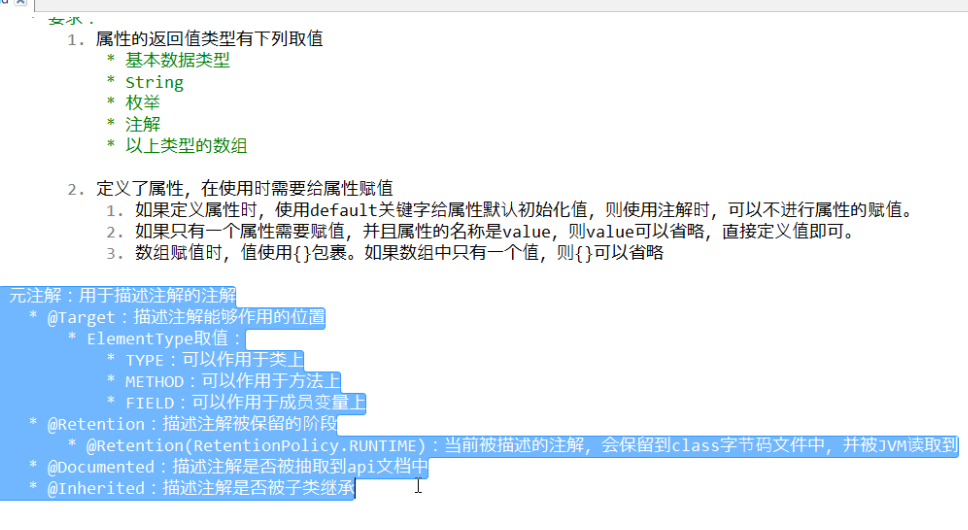 * 要求：
1. 属性的返回值类型有下列取值
* 基本数据类型
* String
* 枚举
* 注解
* 以上类型的数组
2. 定义了属性，在使用时需要给属性赋值
1. 如果定义属性时，使用default关键字给属性默认初始化值，则使用注解时，可以不进行属性的赋值。
2. 如果只有一个属性需要赋值，并且属性的名称是value，则value可以省略，直接定义值即可。
3. 数组赋值时，值使用{}包裹。如果数组中只有一个值，则{}可以省略
元注解：用于描述注解的注解
* @Target：描述注解能够作用的位置
* ElementType取值：
* TYPE：可以作用于类上
* METHOD：可以作用于方法上
* FIELD：可以作用于成员变量上
* @Retention：描述注解被保留的阶段
* @Retention(RetentionPolicy.RUNTIME)：当前被描述的注解，会保留到class字节码文件中，并被JVM读取到
* @Documented：描述注解是否被抽取到api文档中
* @Inherited：描述注解是否被子类继承